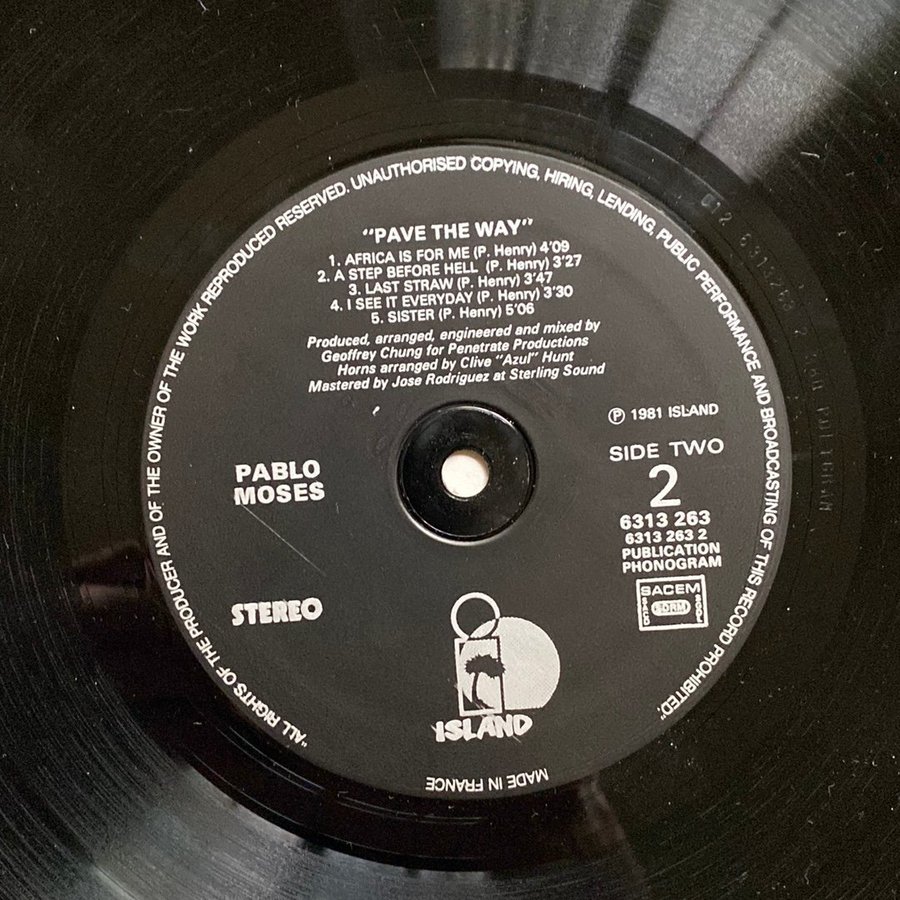 "ALL RIGHTS OF THE PRODUCER AND OF THE OWNER OF THE WORK REPRODUCED RESERVED. UNAUTHORISED COPYING, HIRING, LENDING, PUBLIC PERFORMANCE AND BROADCASTING OF THIS RECORD PROHIBITED."
"PAVE THE WAY"
1. AFRICA IS FOR ME (P. Henry) 4'09
2. A STEP BEFORE HELL (P. Henry) 3'27
3. LAST STRAW (P. Henry) 3'47
4. I SEE IT EVERYDAY (P. Henry) 3'30
5. SISTER (P. Henry) 5'06
Produced, arranged, engineered and mixed by
Geoffrey Chung for Penetrate Productions
Horns arranged by Clive "Azul" Hunt
Mastered by Jose Rodriguez at Sterling Sound
Ⓟ 1981 ISLAND
PABLO
MOSES
SIDE TWO
2
6313 263
6313 263 2
PUBLICATION
PHONOGRAM
STEREO
SACEM
SACD SDRM SGDL
ISLAND
MADE IN FRANCE